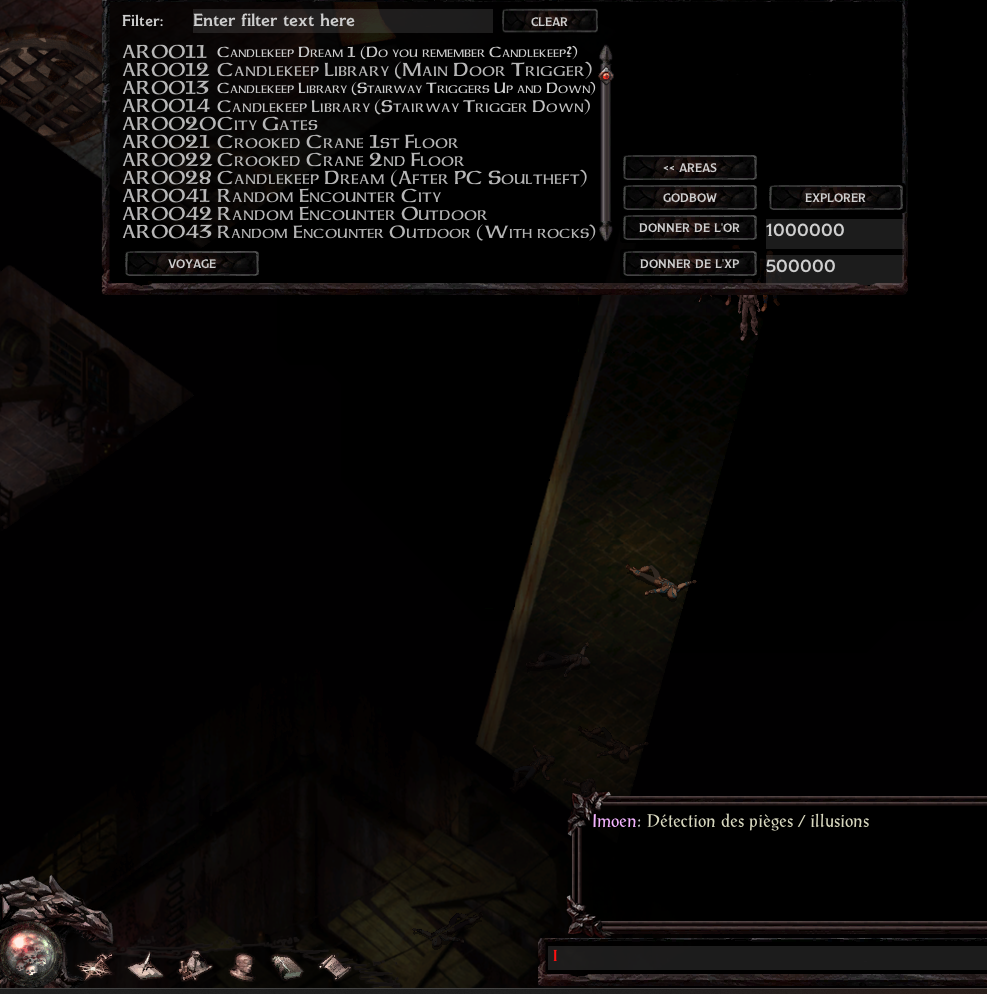 Filter: Enter filter text here CLEAR
AR0011 Candlekeep Dream 1 (Do you remember Candlekeep?)
AR0012 Candlekeep Library (Main Door Trigger)
AR0013 Candlekeep Library (Stairway Triggers Up and Down)
AR0014 Candlekeep Library (Stairway Trigger Down)
AR0020 City Gates
AR0021 Crooked Crane 1st Floor
AR0022 Crooked Crane 2nd Floor
AR0028 Candlekeep Dream (After PC Soultheft)
AR0041 Random Encounter City
AR0042 Random Encounter Outdoor
AR0043 Random Encounter Outdoor (With rocks)
VOYAGE
<< AREAS
GODBOW EXPLORER
DONNER DE L'OR 1000000
DONNER DE L'XP 500000
Imoen: Détection des pièges / illusions